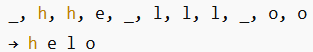 _, h, h, e, _, l, l, l, _, o, o
→ h e l o